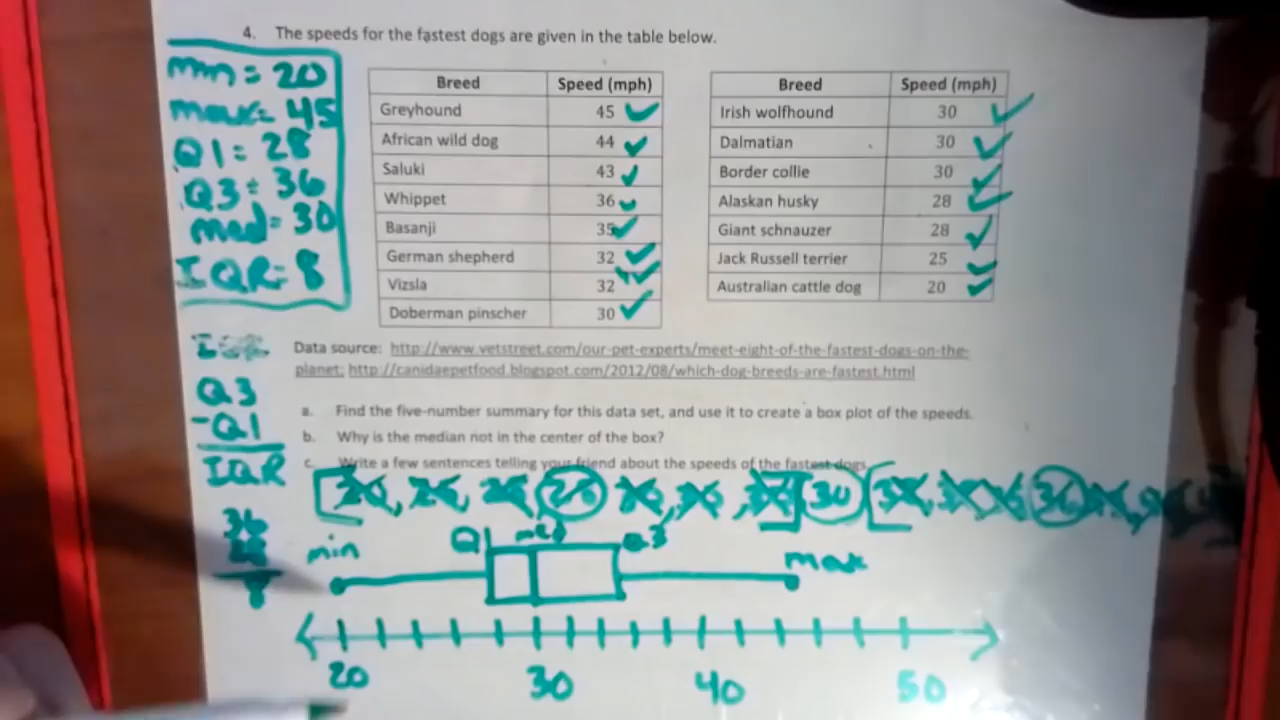 4. The speeds for the fastest dogs are given in the table below.
min = 20
max = 45
Q1 = 28
Q3 = 36
med = 30
IQR = 8
Breed Speed (mph)
Greyhound 45
African wild dog 44
Saluki 43
Whippet 36
Basanji 35
German shepherd 32
Vizsla 32
Doberman pinscher 30
Breed Speed (mph)
Irish wolfhound 30
Dalmatian 30
Border collie 30
Alaskan husky 28
Giant schnauzer 28
Jack Russell terrier 25
Australian cattle dog 20
Data source: http://www.vetstreet.com/our-pet-experts/meet-eight-of-the-fastest-dogs-on-the-
planet; http://canidaepetfood.blogspot.com/2012/08/which-dog-breeds-are-fastest.html
Q3
-Q1
IQR
a. Find the five-number summary for this data set, and use it to create a box plot of the speeds.
b. Why is the median not in the center of the box?
c. Write a few sentences telling your friend about the speeds of the fastest dogs.
30
36
8
min Q1 med Q3 max
20 30 40 50